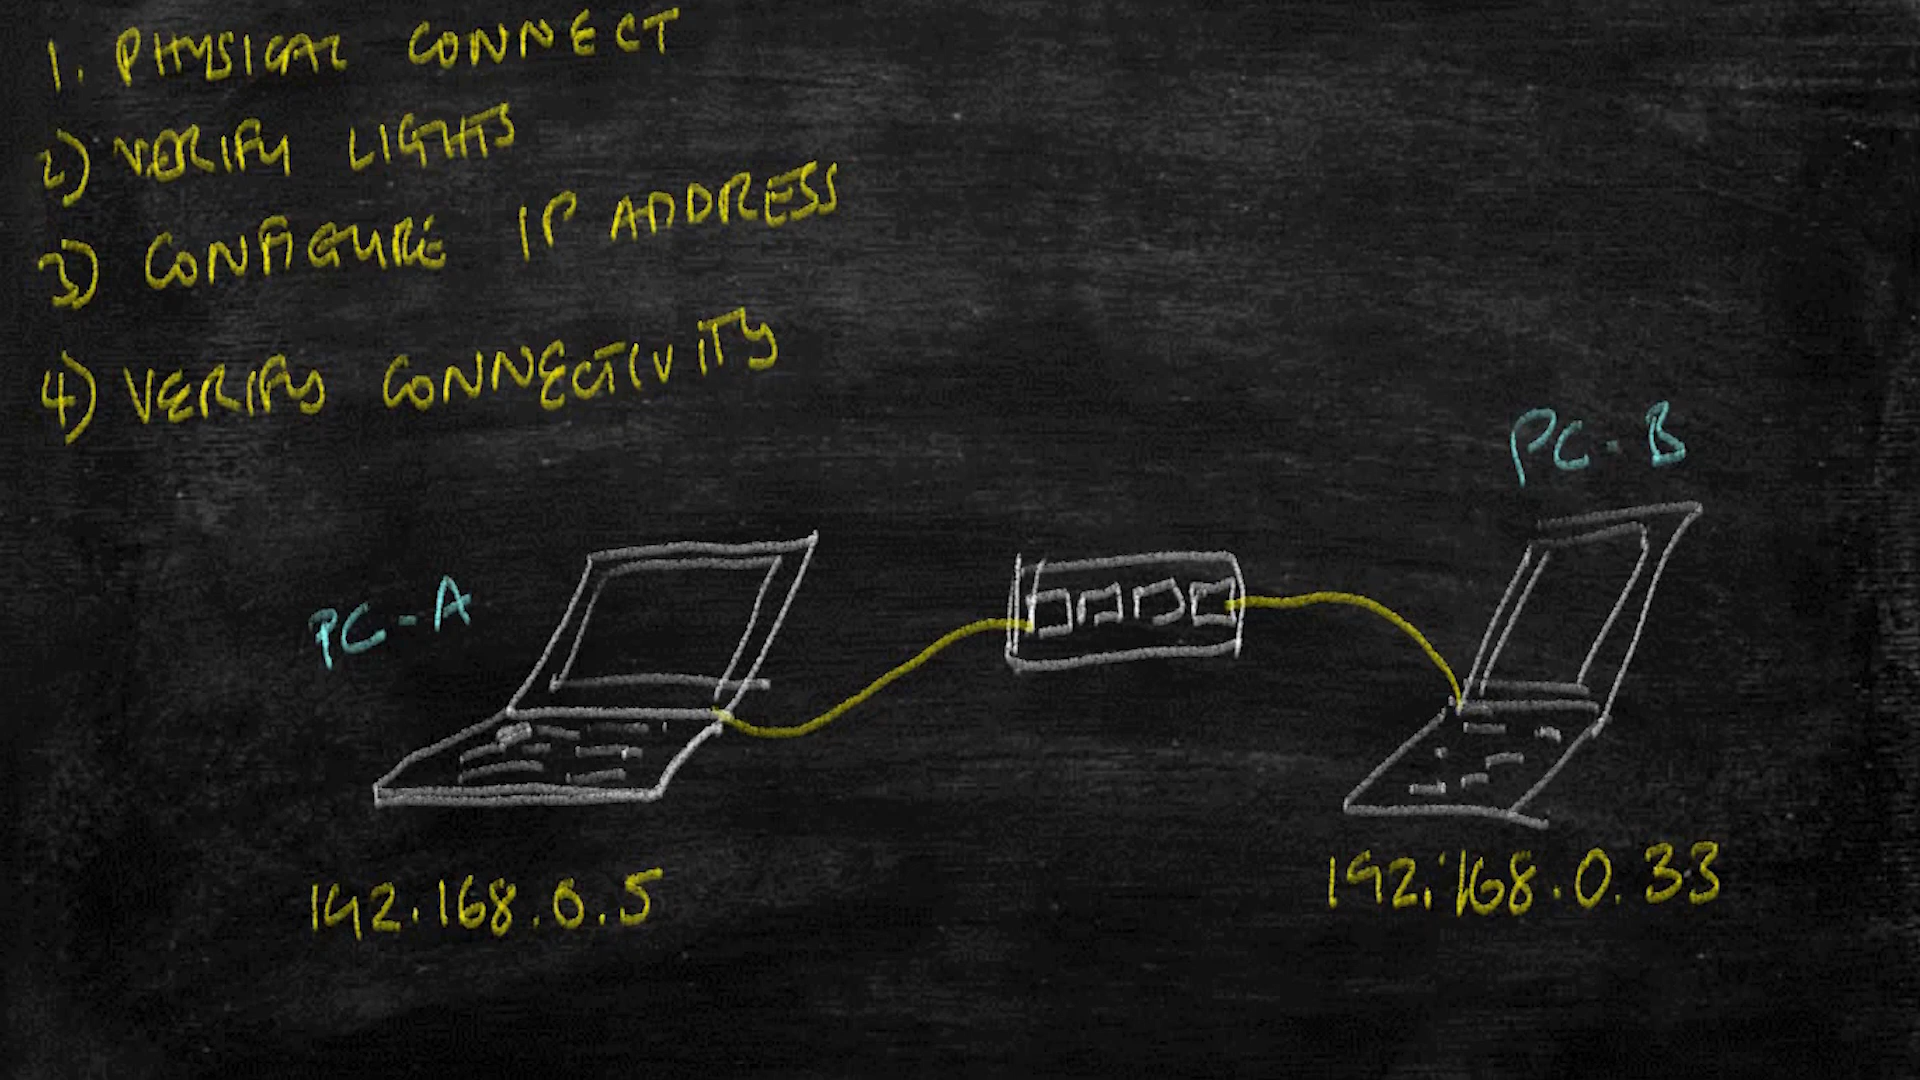 1. PHYSICAL CONNECT
2) VERIFY LIGHTS
3) CONFIGURE IP ADDRESS
4) VERIFY CONNECTIVITY
PC-B
PC-A
192.168.0.5
192.168.0.33